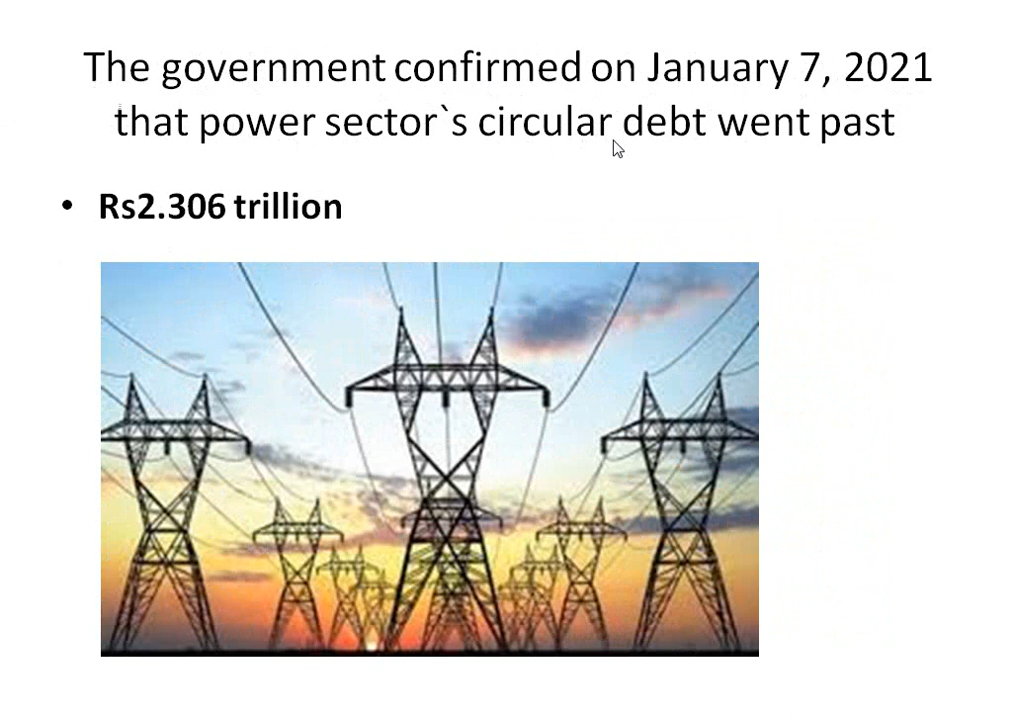 The government confirmed on January 7, 2021
that power sector`s circular debt went past
• Rs2.306 trillion